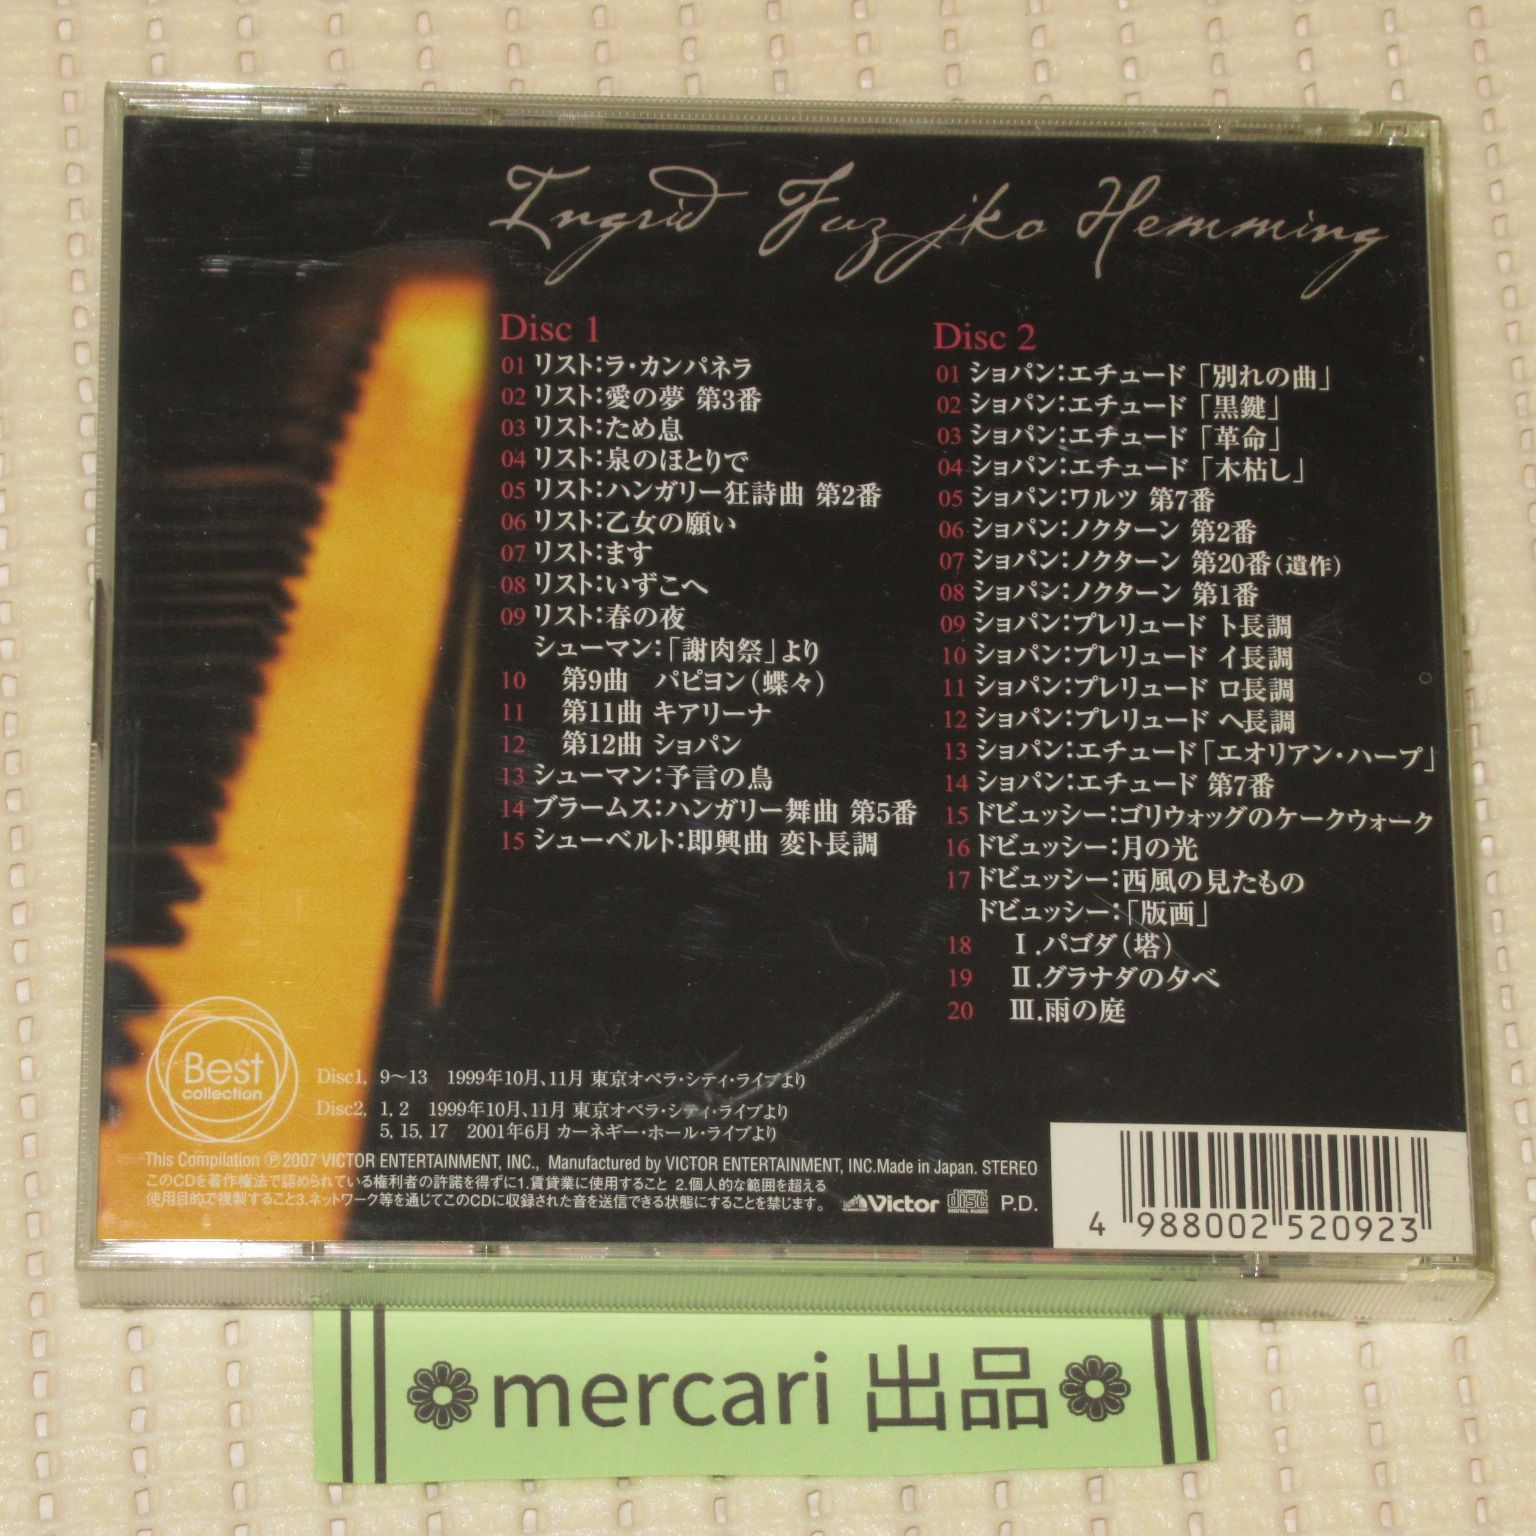 Ingrid Fuzjko Hemming
Disc 1
01 リスト：ラ・カンパネラ
02 リスト：愛の夢 第3番
03 リスト：ため息
04 リスト：泉のほとりで
05 リスト：ハンガリー狂詩曲 第2番
06 リスト：乙女の願い
07 リスト：ます
08 リスト：いずこへ
09 リスト：春の夜
シューマン：「謝肉祭」より
10 第9曲 パピヨン（蝶々）
11 第11曲 キアリーナ
12 第12曲 ショパン
13 シューマン：予言の鳥
14 ブラームス：ハンガリー舞曲 第5番
15 シューベルト：即興曲 変ト長調
Disc 2
01 ショパン：エチュード「別れの曲」
02 ショパン：エチュード「黒鍵」
03 ショパン：エチュード「革命」
04 ショパン：エチュード「木枯し」
05 ショパン：ワルツ 第7番
06 ショパン：ノクターン 第2番
07 ショパン：ノクターン 第20番（遺作）
08 ショパン：ノクターン 第1番
09 ショパン：プレリュード ト長調
10 ショパン：プレリュード イ長調
11 ショパン：プレリュード ロ長調
12 ショパン：プレリュード ヘ長調
13 ショパン：エチュード「エオリアン・ハープ」
14 ショパン：エチュード 第7番
15 ドビュッシー：ゴリウォッグのケークウォーク
16 ドビュッシー：月の光
17 ドビュッシー：西風の見たもの
ドビュッシー：「版画」
18 Ⅰ.パゴダ（塔）
19 Ⅱ.グラナダの夕べ
20 Ⅲ.雨の庭
Best
collection
Disc1, 9～13 1999年10月、11月 東京オペラ・シティ・ライブより
Disc2, 1, 2 1999年10月、11月 東京オペラ・シティ・ライブより
5, 15, 17 2001年6月 カーネギー・ホール・ライブより
This Compilation ℗2007 VICTOR ENTERTAINMENT, INC., Manufactured by VICTOR ENTERTAINMENT, INC.Made in Japan. STEREO
このCDを著作権法で認められている権利者の許諾を得ずに1.賃貸業に使用すること 2.個人的な範囲を超える
使用目的で複製すること3.ネットワーク等を通じてこのCDに収録された音を送信できる状態にすることを禁じます。
Victor
COMPACT
disc
DIGITAL AUDIO
P.D.
4 988002 520923
mercari 出品